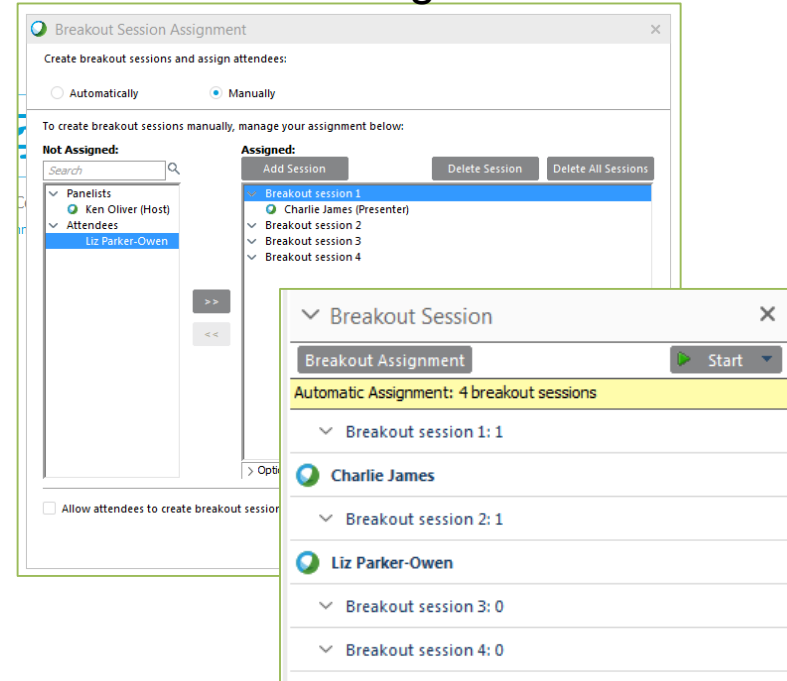 Breakout Session Assignment
Create breakout sessions and assign attendees:
Automatically Manually
To create breakout sessions manually, manage your assignment below:
Not Assigned: Assigned:
Search Add Session Delete Session Delete All Sessions
Panelists
Ken Oliver (Host)
Attendees
Liz Parker-Owen
Breakout session 1
Charlie James (Presenter)
Breakout session 2
Breakout session 3
Breakout session 4
>>
<<
Allow attendees to create breakout
Breakout Session
Breakout Assignment Start
Automatic Assignment: 4 breakout sessions
Breakout session 1: 1
Charlie James
Breakout session 2: 1
Liz Parker-Owen
Breakout session 3: 0
Breakout session 4: 0